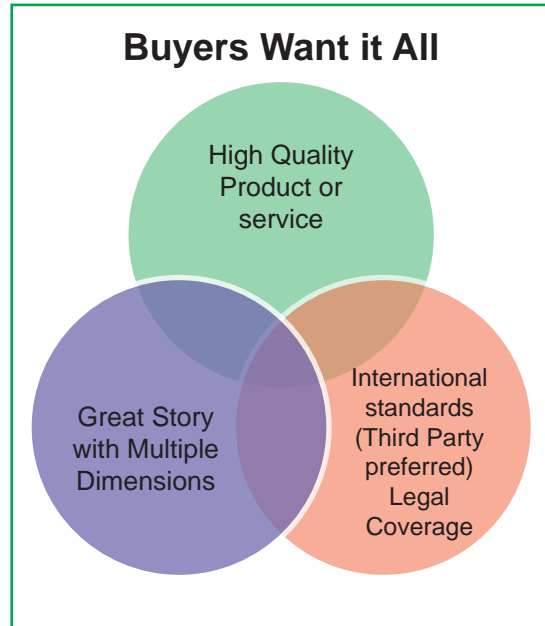 Buyers Want it All
High Quality
Product or
service
Great Story
with Multiple
Dimensions
International
standards
(Third Party
preferred)
Legal
Coverage